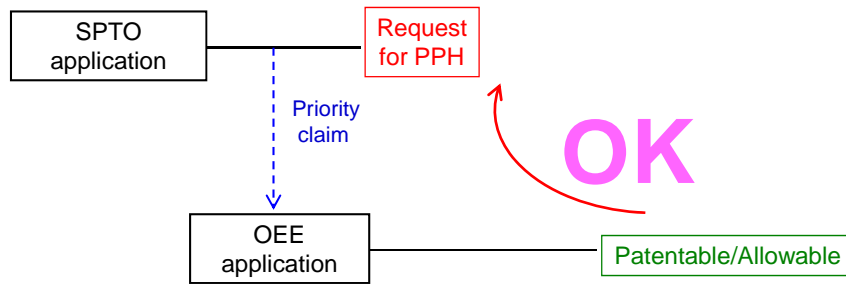 SPTO
application
Request
for PPH
Priority
claim
OK
OEE
application
Patentable/Allowable